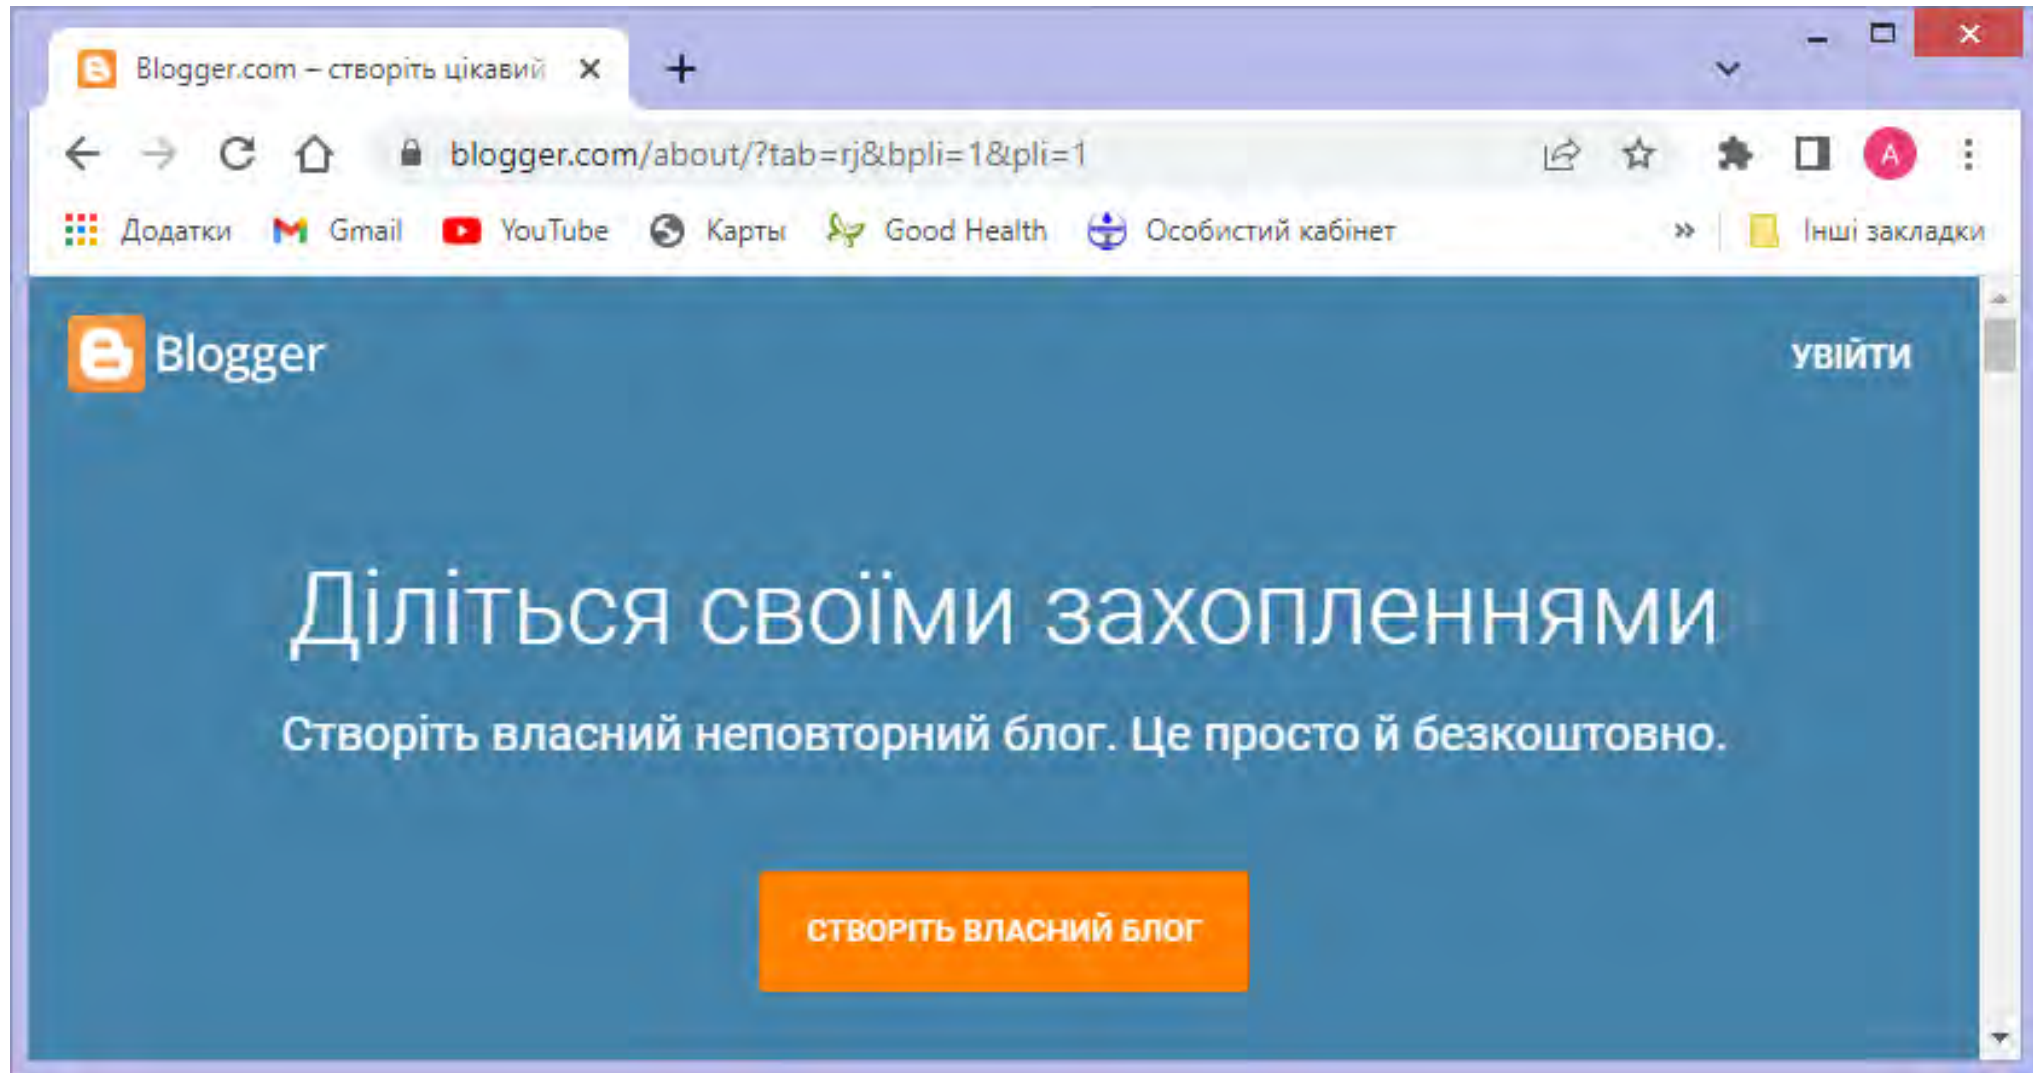 Blogger.com – створіть цікавий
blogger.com/about/?tab=rj&bpli=1&pli=1
A
Додатки Gmail YouTube Карты Good Health Особистий кабінет » Інші закладки
Blogger
УВІЙТИ
Діліться своїми захопленнями
Створіть власний неповторний блог. Це просто й безкоштовно.
СТВОРІТЬ ВЛАСНИЙ БЛОГ